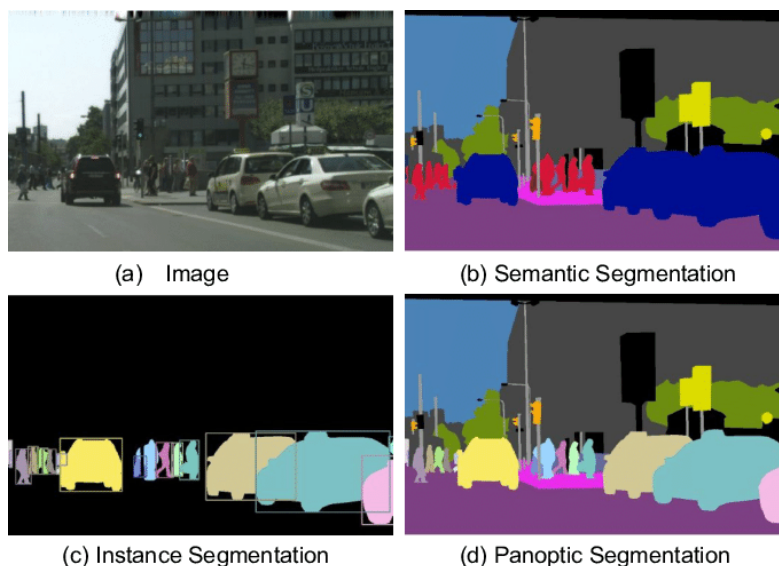 (a) Image
(b) Semantic Segmentation
(c) Instance Segmentation
(d) Panoptic Segmentation